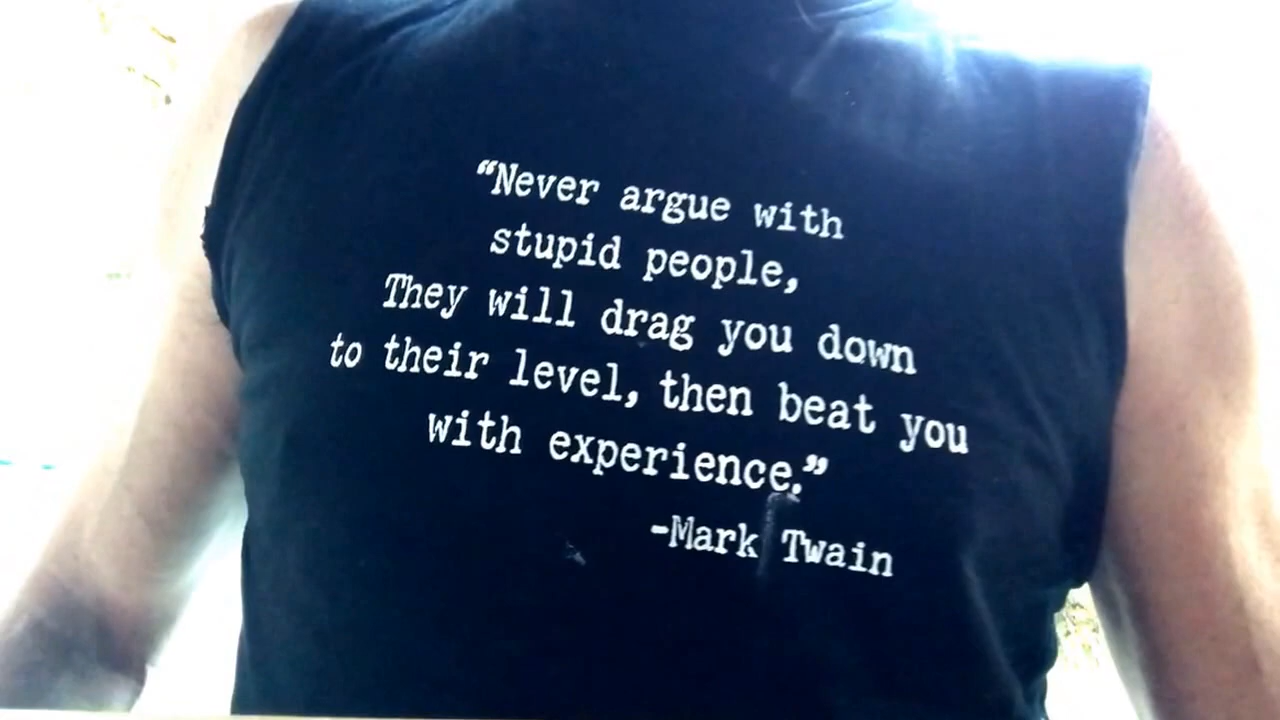 “Never argue with
stupid people,
They will drag you down
to their level, then beat you
with experience.”
-Mark Twain